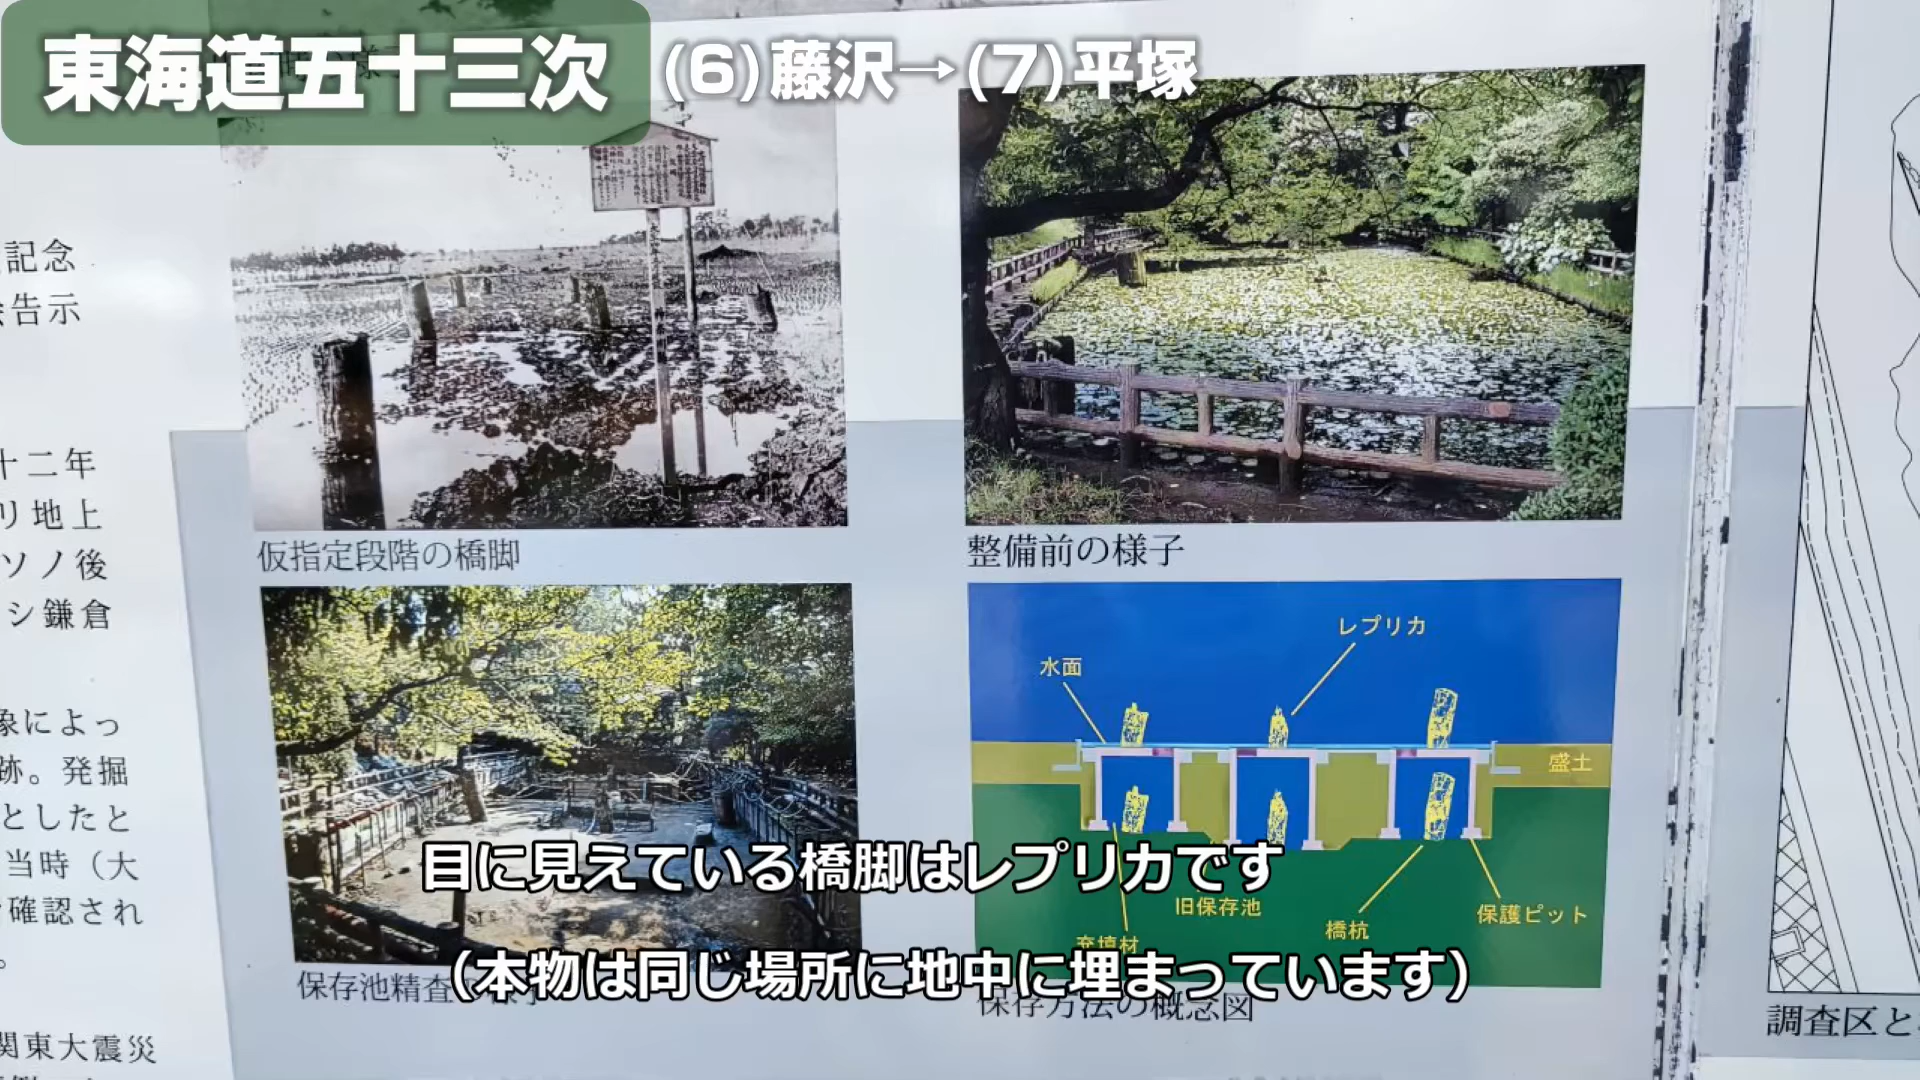 東海道五十三次
(6)藤沢→(7)平塚
記念
告示
十二年
リ地上
ソノ後
シ鎌倉
象によっ
跡。発掘
としたと
当時（大
確認され
。
関東大震災
仮指定段階の橋脚
整備前の様子
レプリカ
水面
盛土
旧保存池
橋杭
保護ピット
充填材
目に見えている橋脚はレプリカです
（本物は同じ場所に地中に埋まっています）
保存池精査
保存方法の概念図
調査区と